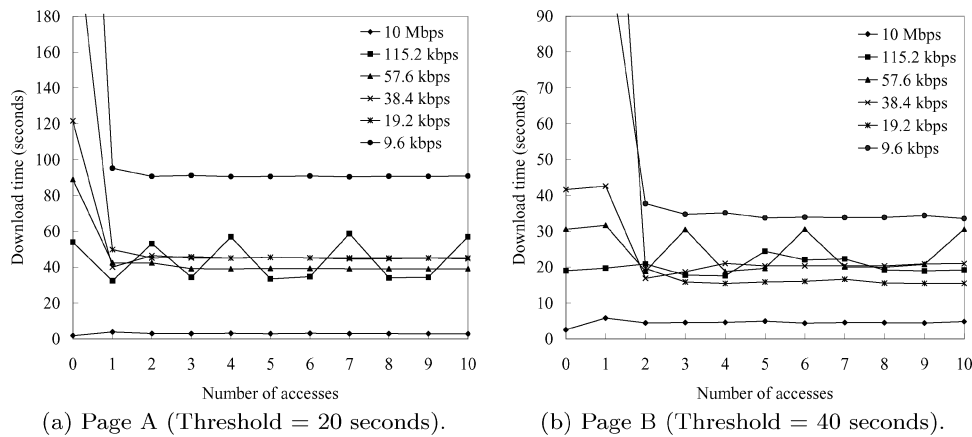 180
160
140
120
100
80
60
40
20
0
Download time (seconds)
0 1 2 3 4 5 6 7 8 9 10
Number of accesses
10 Mbps
115.2 kbps
57.6 kbps
38.4 kbps
19.2 kbps
9.6 kbps
(a) Page A (Threshold = 20 seconds).
90
80
70
60
50
40
30
20
10
0
Download time (seconds)
0 1 2 3 4 5 6 7 8 9 10
Number of accesses
10 Mbps
115.2 kbps
57.6 kbps
38.4 kbps
19.2 kbps
9.6 kbps
(b) Page B (Threshold = 40 seconds).